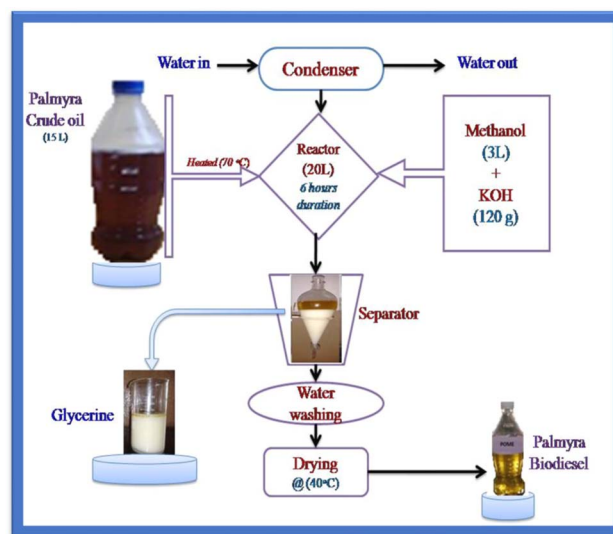 Water in
Condenser
Water out
Palmyra
Crude oil
(15 L)
Heated (70 °C)
Reactor
(20L)
6 hours
duration
Methanol
(3L)
+
KOH
(120 g)
Separator
Glycerine
Water
washing
Drying
@ (40°C)
POME
Palmyra
Biodiesel